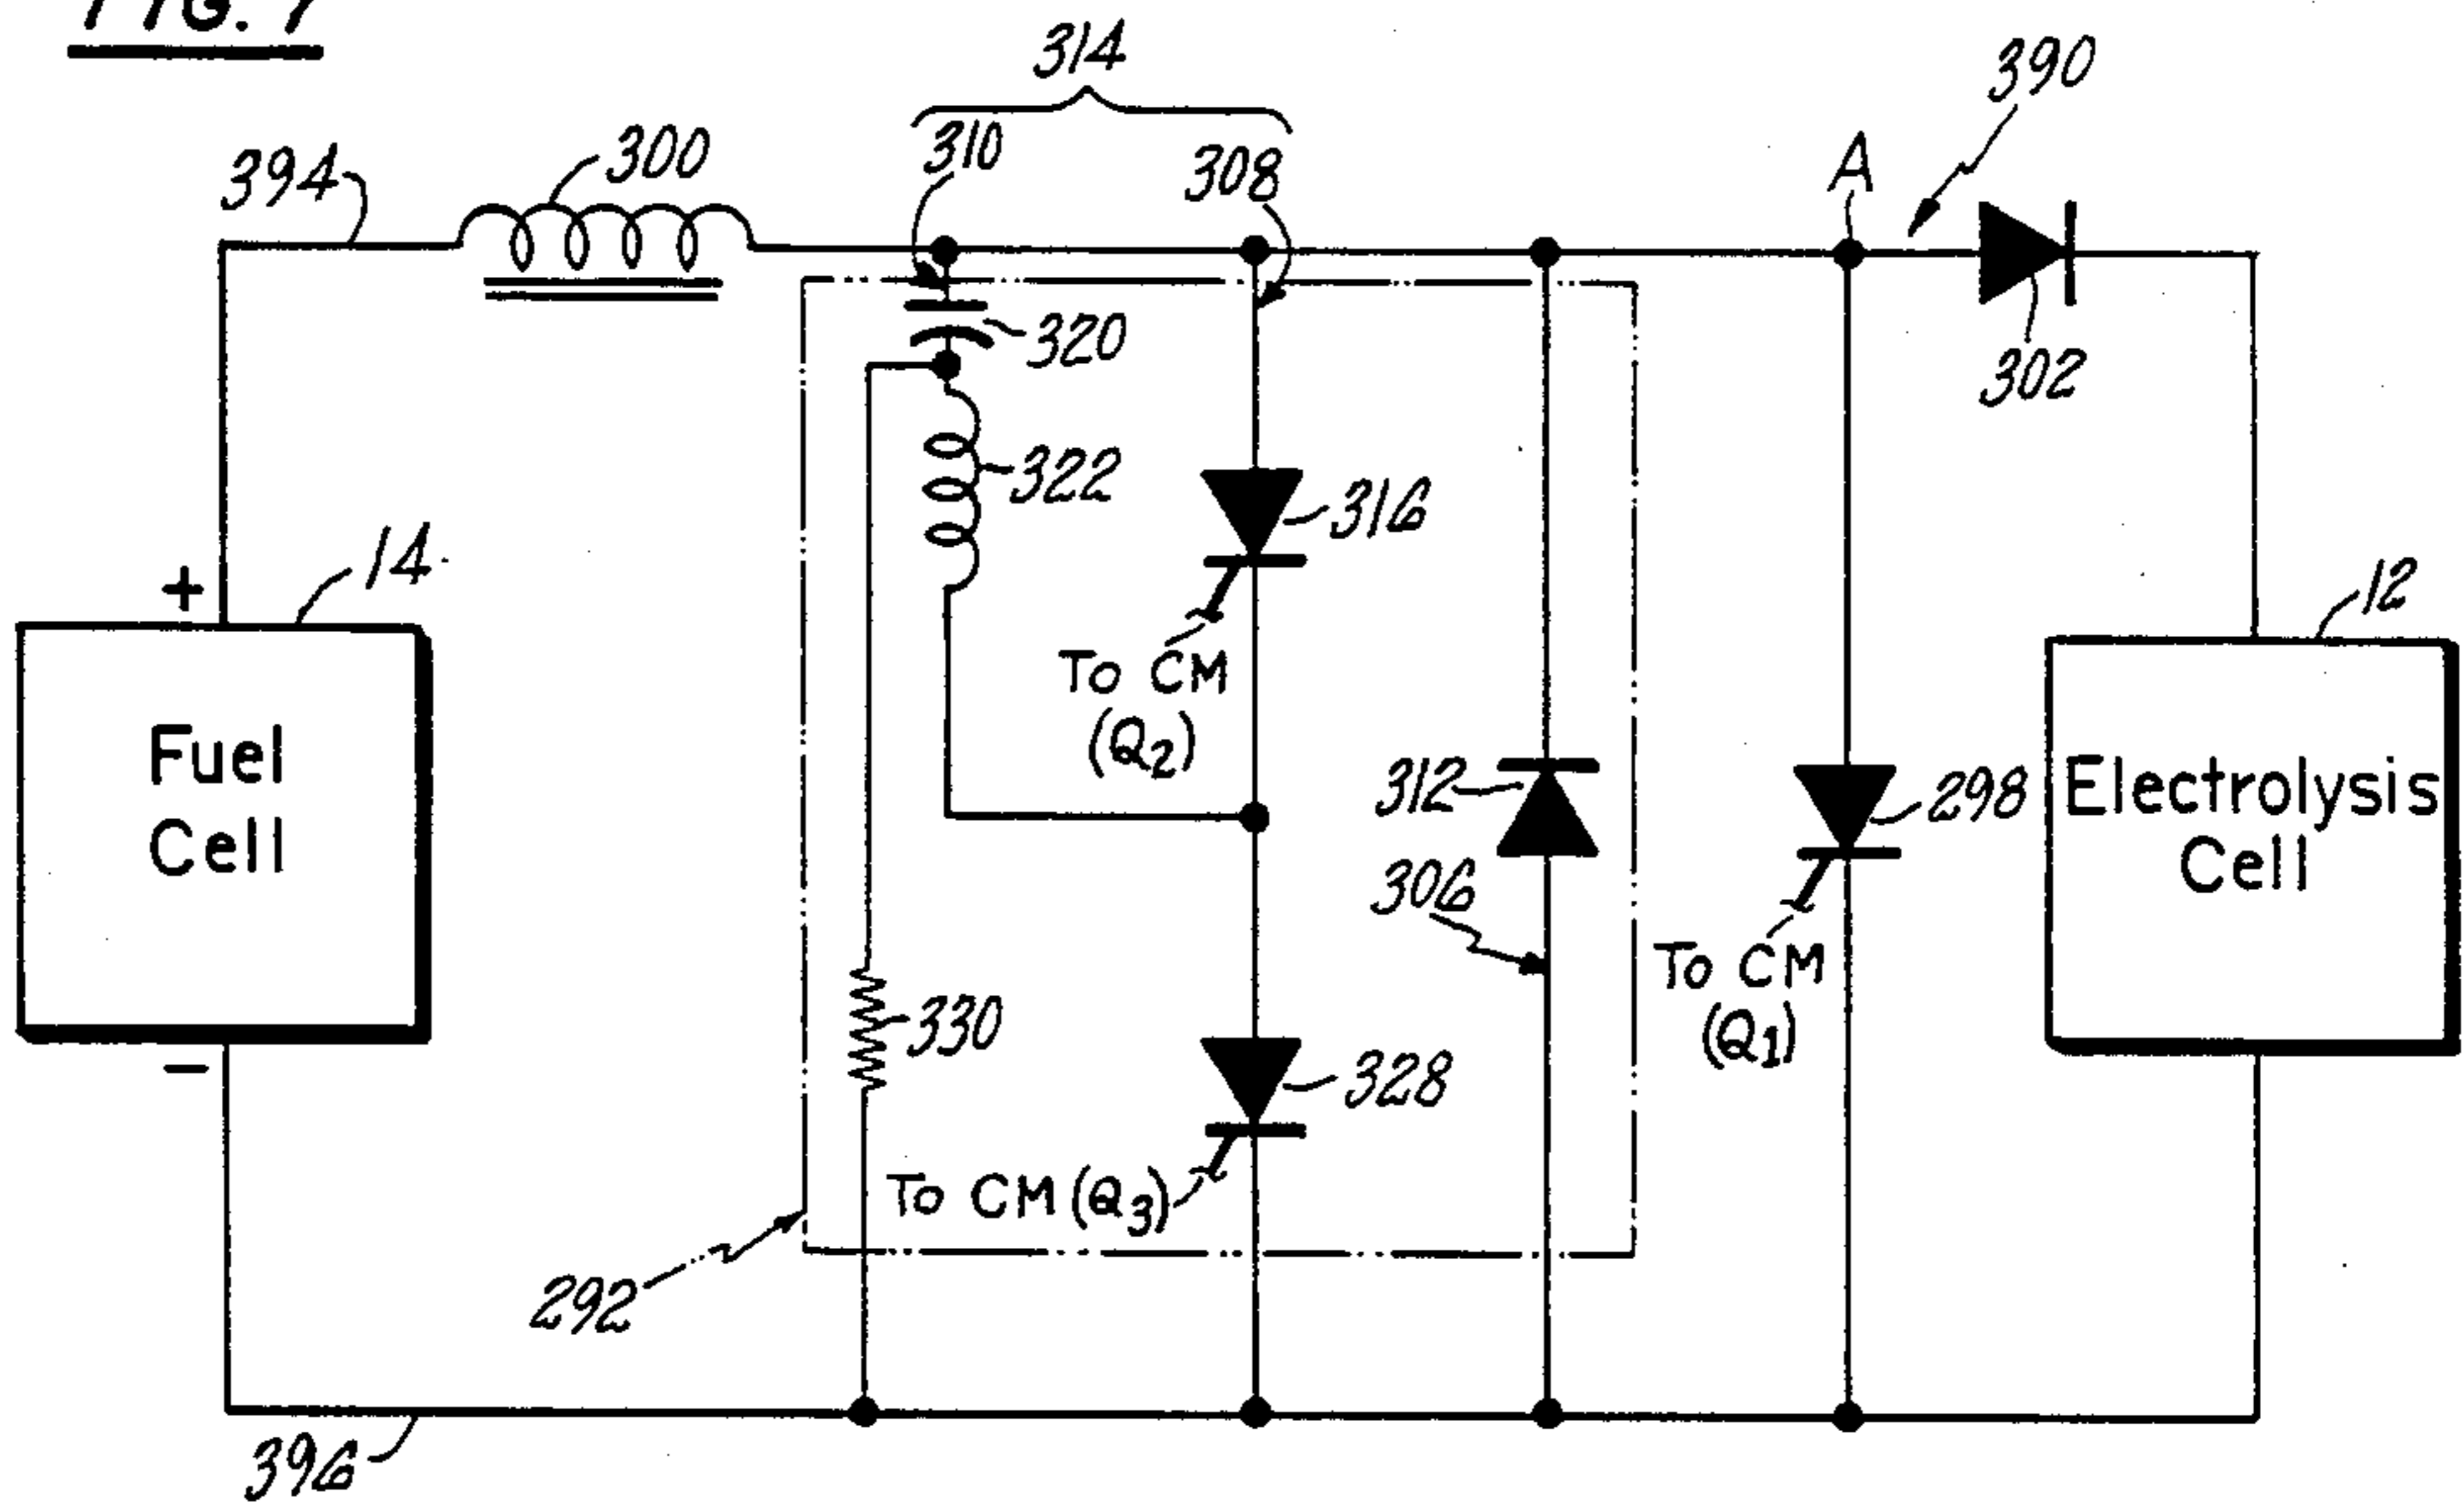 314
390
310
300
308
A
394
320
302
322
316
14
12
+
To CM
(Q2)
Fuel
Cell
312
298
Electrolysis
Cell
306
To CM
(Q1)
330
328
-
To CM (Q3)
292
396